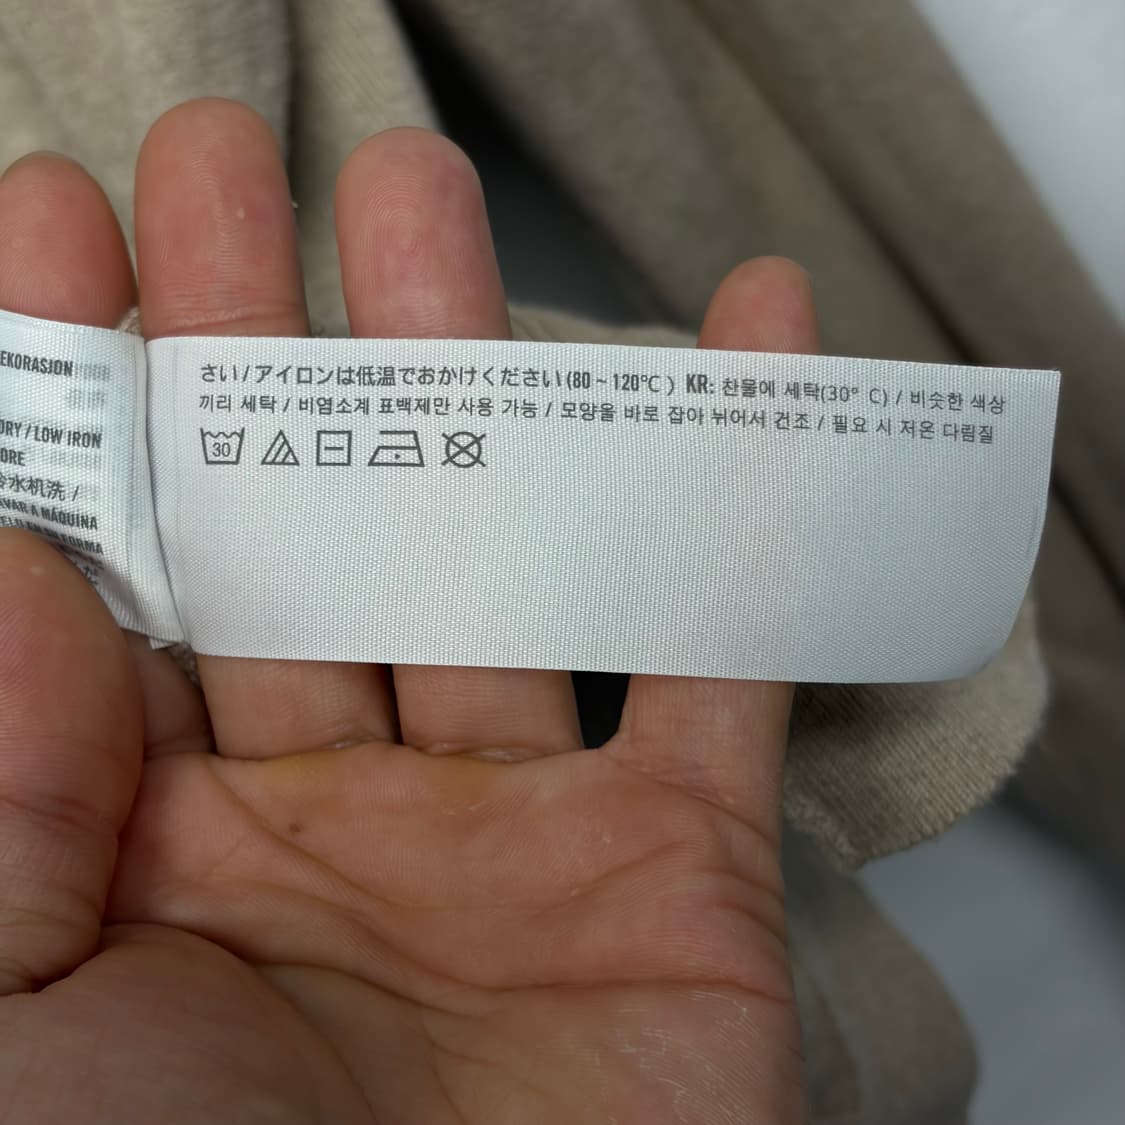 EKORASJON
DRY / LOW IRON
ORE
冷水机洗 /
AVAR A MÁQUINA
さい / アイロンは低温でおかけください (80 ~ 120℃ ) KR: 찬물에 세탁(30° C) / 비슷한 색상
끼리 세탁 / 비염소계 표백제만 사용 가능 / 모양을 바로 잡아 뉘어서 건조 / 필요 시 저온 다림질
30